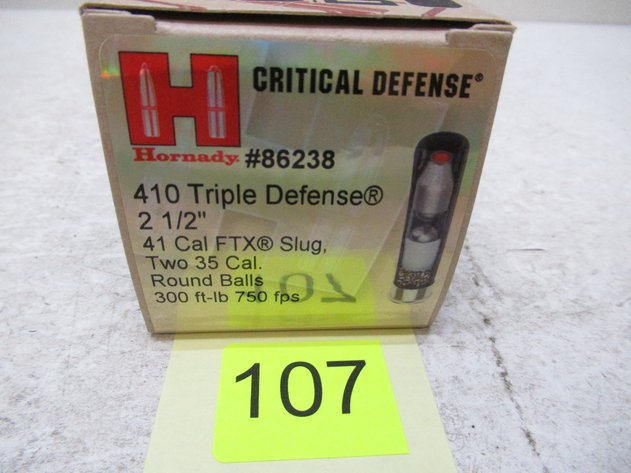 CRITICAL DEFENSE®
H
Hornady® #86238
410 Triple Defense®
2 1/2"
41 Cal FTX® Slug,
Two 35 Cal.
Round Balls
300 ft-lb 750 fps
107